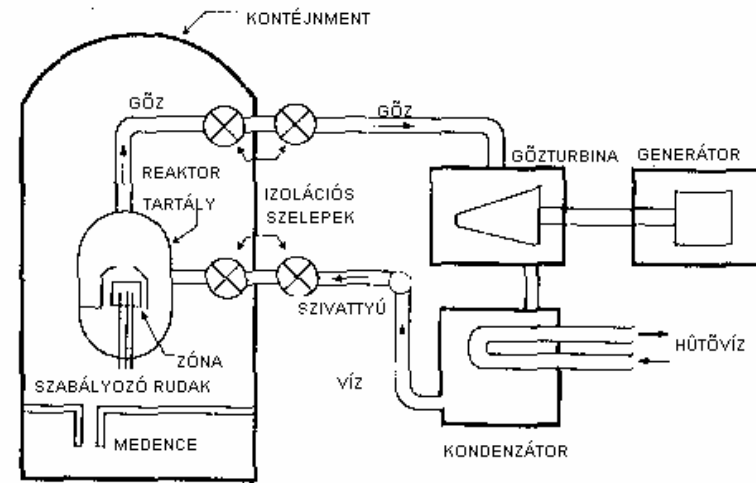 KONTÉJNMENT
GŐZ
GŐZ
REAKTOR
TARTÁLY
IZOLÁCIÓS
SZELEPEK
GŐZTURBINA
GENERÁTOR
SZIVATTYÚ
ZÓNA
HŰTŐVÍZ
SZABÁLYOZÓ RUDAK
VÍZ
MEDENCE
KONDENZÁTOR